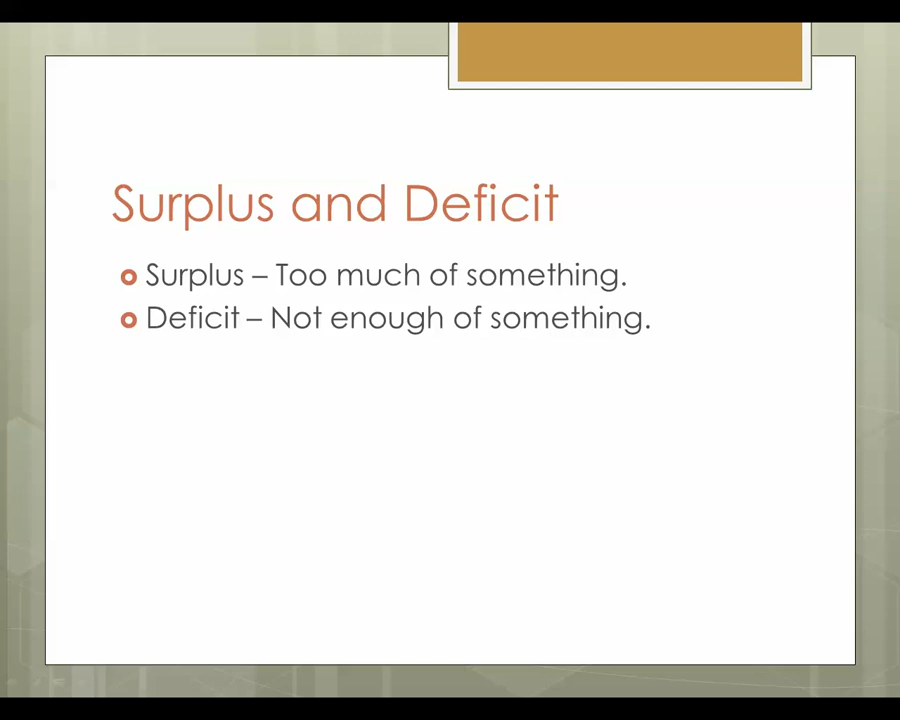 Surplus and Deficit
Surplus – Too much of something.
Deficit – Not enough of something.